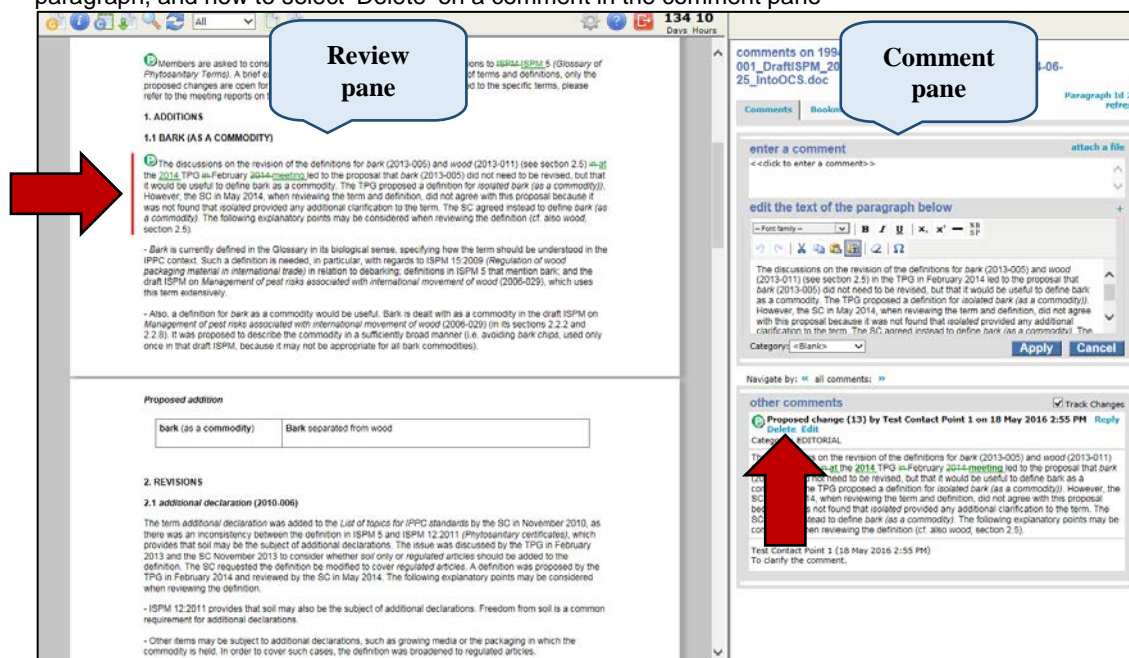 paragraph, and how to select 'Delete' on a comment in the comment pane
All
134 10
Days Hours
Review
pane
Comment
pane
Members are asked to cons
ions to ISPM ISPM 5 (Glossary of
Phytosanitary Terms). A brief e
of terms and definitions, only the
proposed changes are open for
ed to the specific terms, please
refer to the meeting reports on
1. ADDITIONS
1.1 BARK (AS A COMMODITY)
The discussions on the revision of the definitions for bark (2013-005) and wood (2013-011) (see section 2.5) in at
the 2014 TPG in February 2014 meeting led to the proposal that bark (2013-005) did not need to be revised, but that
it would be useful to define bark as a commodity. The TPG proposed a definition for isolated bark (as a commodity)).
However, the SC in May 2014, when reviewing the term and definition, did not agree with this proposal because it
was not found that isolated provided any additional clarification to the term. The SC agreed instead to define bark (as
a commodity). The following explanatory points may be considered when reviewing the definition (cf. also wood,
section 2.5).
- Bark is currently defined in the Glossary in its biological sense, specifying how the term should be understood in the
IPPC context. Such a definition is needed, in particular, with regards to ISPM 15:2009 (Regulation of wood
packaging material in international trade) in relation to debarking; definitions in ISPM 5 that mention bark; and the
draft ISPM on Management of pest risks associated with international movement of wood (2006-029), which uses
this term extensively.
- Also, a definition for bark as a commodity would be useful. Bark is dealt with as a commodity in the draft ISPM on
Management of pest risks associated with international movement of wood (2006-029) (in its sections 2.2.2 and
2.2.8). It was proposed to describe the commodity in a sufficiently broad manner (i.e. avoiding bark chips, used only
once in that draft ISPM, because it may not be appropriate for all bark commodities).
Proposed addition
bark (as a commodity) Bark separated from wood
2. REVISIONS
2.1 additional declaration (2010-006)
The term additional declaration was added to the List of topics for IPPC standards by the SC in November 2010, as
there was an inconsistency between the definition in ISPM 5 and ISPM 12:2011 (Phytosanitary certificates), which
provides that soil may be the subject of additional declarations. The issue was discussed by the TPG in February
2013 and the SC November 2013 to consider whether soil only or regulated articles should be added to the
definition. The SC requested the definition be modified to cover regulated articles. A definition was proposed by the
TPG in February 2014 and reviewed by the SC in May 2014. The following explanatory points may be considered
when reviewing the definition.
- ISPM 12:2011 provides that soil may also be the subject of additional declarations. Freedom from soil is a common
requirement for additional declarations.
- Other items may be subject to additional declarations, such as growing media or the packaging in which the
commodity is held. In order to cover such cases, the definition was broadened to regulated articles.
comments on 199
001_DraftISPM_20
4-06-
25_IntoOCS.doc
Paragraph Id
refre
Comments Bookm
enter a comment attach a file
<<click to enter a comment>>
edit the text of the paragraph below +
-- Font family -- B I U x, x' — NB SP
The discussions on the revision of the definitions for bark (2013-005) and wood
(2013-011) (see section 2.5) in the TPG in February 2014 led to the proposal that
bark (2013-005) did not need to be revised, but that it would be useful to define bark
as a commodity. The TPG proposed a definition for isolated bark (as a commodity)).
However, the SC in May 2014, when reviewing the term and definition, did not agree
with this proposal because it was not found that isolated provided any additional
clarification to the term. The SC agreed instead to define bark (as a commodity). The
Category: <Blank> Apply Cancel
Navigate by: « all comments: »
other comments Track Changes
Proposed change (13) by Test Contact Point 1 on 18 May 2016 2:55 PM Reply
Delete Edit
Categ EDITORIAL
The s on the revision of the definitions for bark (2013-005) and wood (2013-011)
in at the 2014 TPG in February 2014 meeting led to the proposal that bark
(20 not need to be revised, but that it would be useful to define bark as a
co he TPG proposed a definition for isolated bark (as a commodity)). However, the
SC 14, when reviewing the term and definition, did not agree with this proposal
bec s not found that isolated provided any additional clarification to the term. The
SC tead to define bark (as a commodity). The following explanatory points may be
con en reviewing the definition (cf. also wood, section 2.5).
Test Contact Point 1 (18 May 2016 2:55 PM)
To clarify the comment.